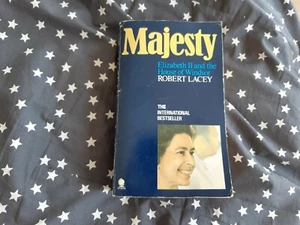 Majesty
Elizabeth II and the
House of Windsor
ROBERT LACEY
THE
INTERNATIONAL
BESTSELLER